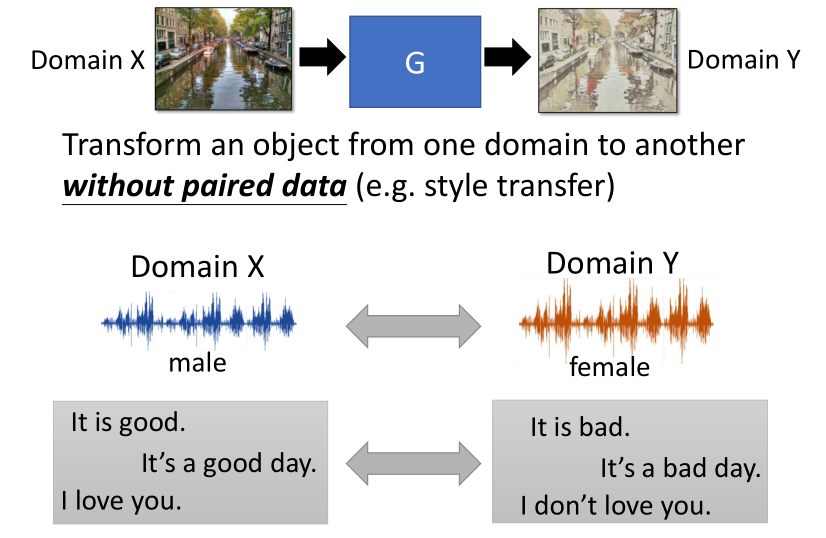 Domain X
G
Domain Y
Transform an object from one domain to another
without paired data (e.g. style transfer)
Domain X
Domain Y
male
female
It is good.
It's a good day.
I love you.
It is bad.
It's a bad day.
I don't love you.